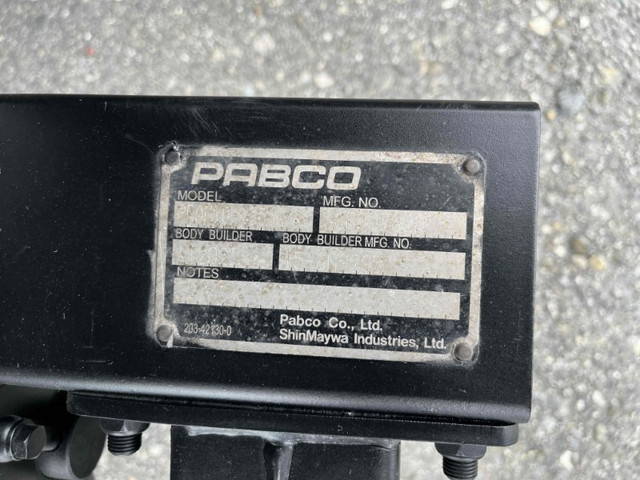 PABCO
MODEL MFG. NO.
BODY BUILDER BODY BUILDER MFG. NO.
NOTES
203-42130-0 Pabco Co., Ltd.
ShinMaywa Industries, Ltd.